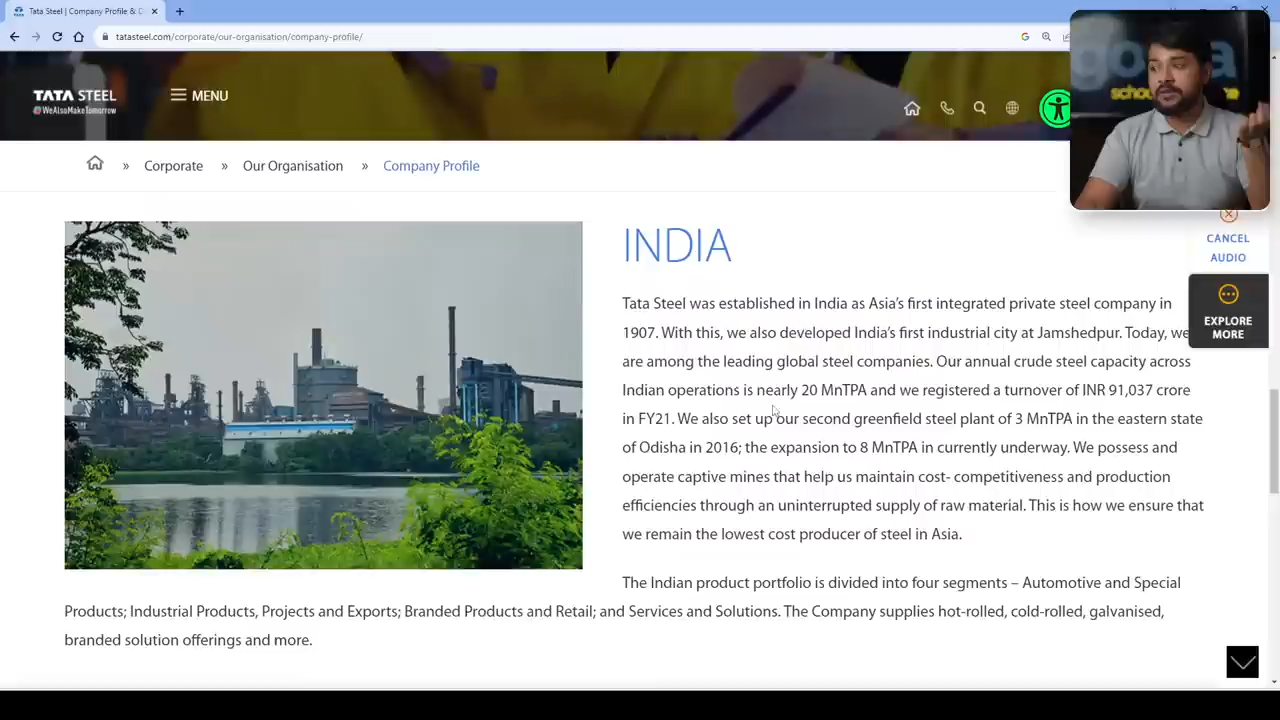 Tata Steel | Company Profile & D
tatasteel.com/corporate/our-organisation/company-profile/
TATA STEEL
#WeAlsoMakeTomorrow
MENU
» Corporate » Our Organisation » Company Profile
CANCEL
AUDIO
EXPLORE
MORE
INDIA
Tata Steel was established in India as Asia's first integrated private steel company in
1907. With this, we also developed India's first industrial city at Jamshedpur. Today, we
are among the leading global steel companies. Our annual crude steel capacity across
Indian operations is nearly 20 MnTPA and we registered a turnover of INR 91,037 crore
in FY21. We also set up our second greenfield steel plant of 3 MnTPA in the eastern state
of Odisha in 2016; the expansion to 8 MnTPA in currently underway. We possess and
operate captive mines that help us maintain cost- competitiveness and production
efficiencies through an uninterrupted supply of raw material. This is how we ensure that
we remain the lowest cost producer of steel in Asia.
The Indian product portfolio is divided into four segments – Automotive and Special
Products; Industrial Products, Projects and Exports; Branded Products and Retail; and Services and Solutions. The Company supplies hot-rolled, cold-rolled, galvanised,
branded solution offerings and more.